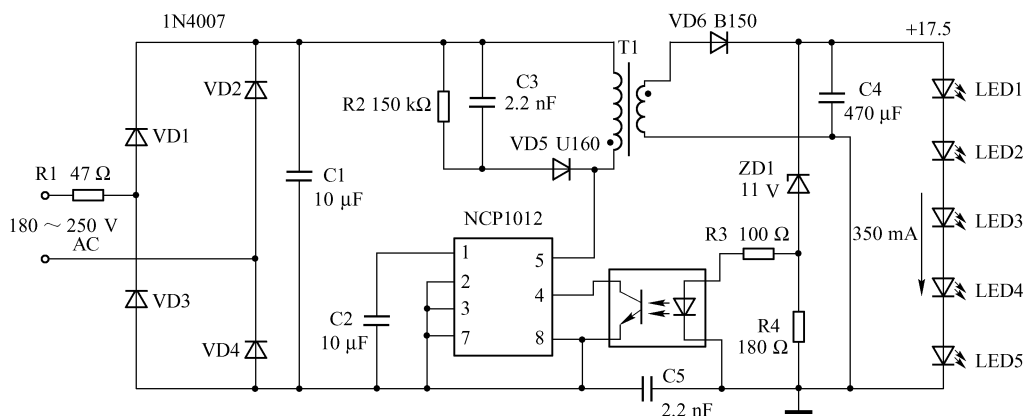 1N4007
VD6 B150
+17.5
T1
VD2
C3
2.2 nF
R2 150 kΩ
C4
470 μF
LED1
VD1
VD5 U160
LED2
R1 47 Ω
C1
10 μF
ZD1
11 V
180 ~ 250 V
AC
NCP1012
R3 100 Ω
350 mA
LED3
1
2
3
7
5
4
8
VD3
C2
10 μF
LED4
VD4
R4
180 Ω
LED5
C5
2.2 nF